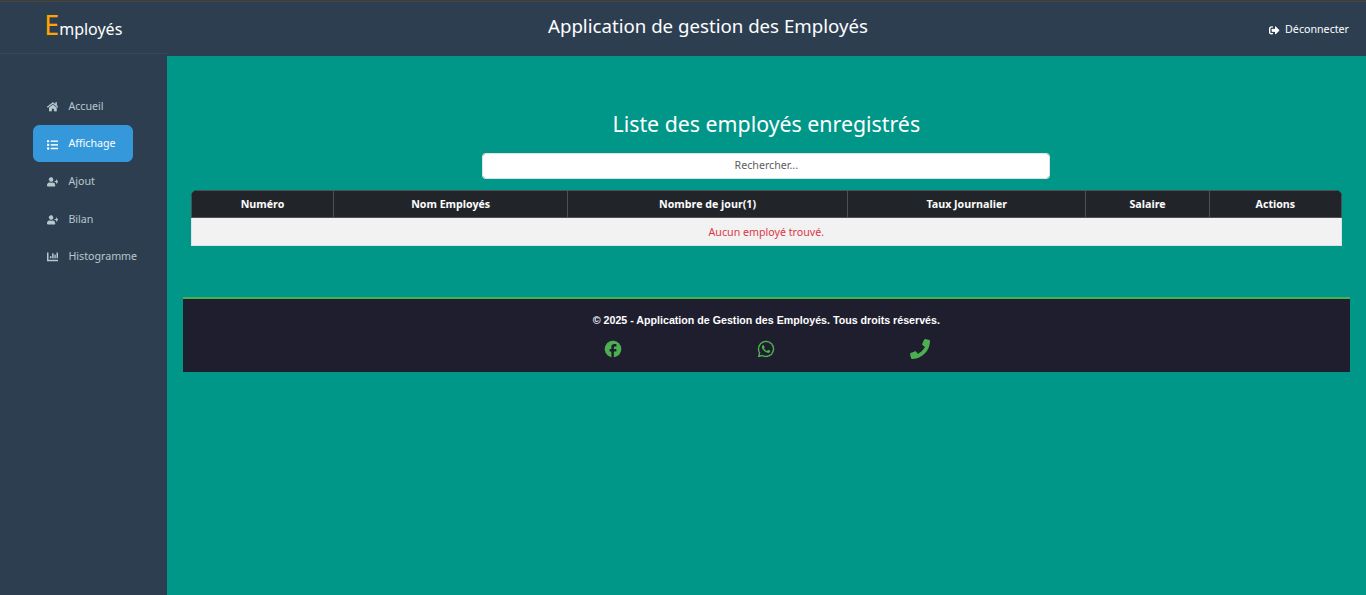 Employés
Application de gestion des Employés
Déconnecter
Accueil
Affichage
Ajout
Bilan
Histogramme
Liste des employés enregistrés
Rechercher...
Numéro Nom Employés Nombre de jour(1) Taux Journalier Salaire Actions
Aucun employé trouvé.
© 2025 - Application de Gestion des Employés. Tous droits réservés.